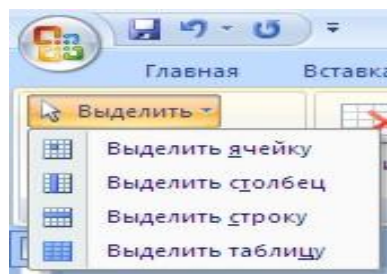 Главная Вставка
Выделить
Выделить ячейку
Выделить столбец
Выделить строку
Выделить таблицу